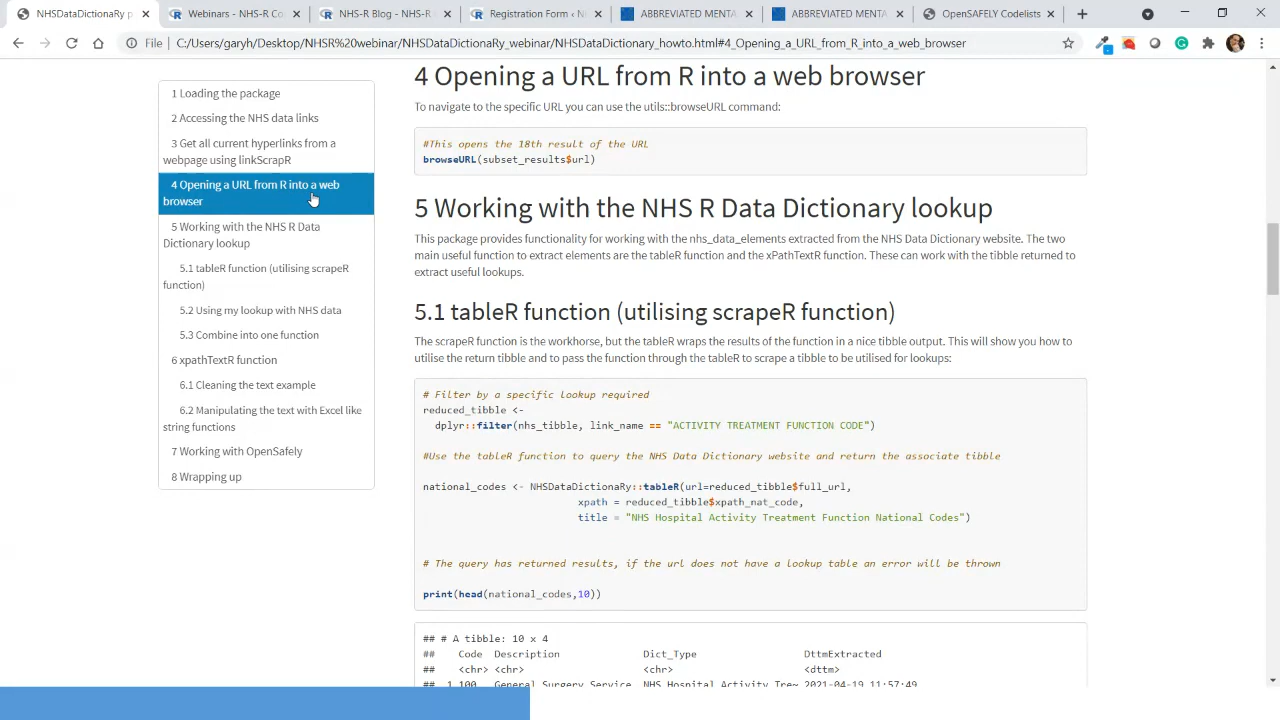 NHSDataDictionaRy p
Webinars - NHS-R Co
NHS-R Blog - NHS-R
Registration Form ‹ N
ABBREVIATED MENTA
ABBREVIATED MENTA
OpenSAFELY Codelists
File
C:/Users/garyh/Desktop/NHSR%20webinar/NHSDataDictionaRy_webinar/NHSDataDictionary_howto.html#4_Opening_a_URL_from_R_into_a_web_browser
1 Loading the package
2 Accessing the NHS data links
3 Get all current hyperlinks from a
webpage using linkScrapR
4 Opening a URL from R into a web
browser
5 Working with the NHS R Data
Dictionary lookup
5.1 tableR function (utilising scrapeR
function)
5.2 Using my lookup with NHS data
5.3 Combine into one function
6 xpathTextR function
6.1 Cleaning the text example
6.2 Manipulating the text with Excel like
string functions
7 Working with OpenSafely
8 Wrapping up
4 Opening a URL from R into a web browser
To navigate to the specific URL you can use the utils::browseURL command:
#This opens the 18th result of the URL
browseURL(subset_results$url)
5 Working with the NHS R Data Dictionary lookup
This package provides functionality for working with the nhs_data_elements extracted from the NHS Data Dictionary website. The two
main useful function to extract elements are the tableR function and the xPathTextR function. These can work with the tibble returned to
extract useful lookups.
5.1 tableR function (utilising scrapeR function)
The scrapeR function is the workhorse, but the tableR wraps the results of the function in a nice tibble output. This will show you how to
utilise the return tibble and to pass the function through the tableR to scrape a tibble to be utilised for lookups:
# Filter by a specific lookup required
reduced_tibble <-
dplyr::filter(nhs_tibble, link_name == "ACTIVITY TREATMENT FUNCTION CODE")
#Use the tableR function to query the NHS Data Dictionary website and return the associate tibble
national_codes <- NHSDataDictionaRy::tableR(url=reduced_tibble$full_url,
xpath = reduced_tibble$xpath_nat_code,
title = "NHS Hospital Activity Treatment Function National Codes")
# The query has returned results, if the url does not have a lookup table an error will be thrown
print(head(national_codes,10))
## # A tibble: 10 x 4
## Code Description Dict_Type DttmExtracted
## <chr> <chr> <chr> <dttm>
## 1 100 General Surgery Service NHS Hospital Activity Tre~ 2021-04-19 11:57:49